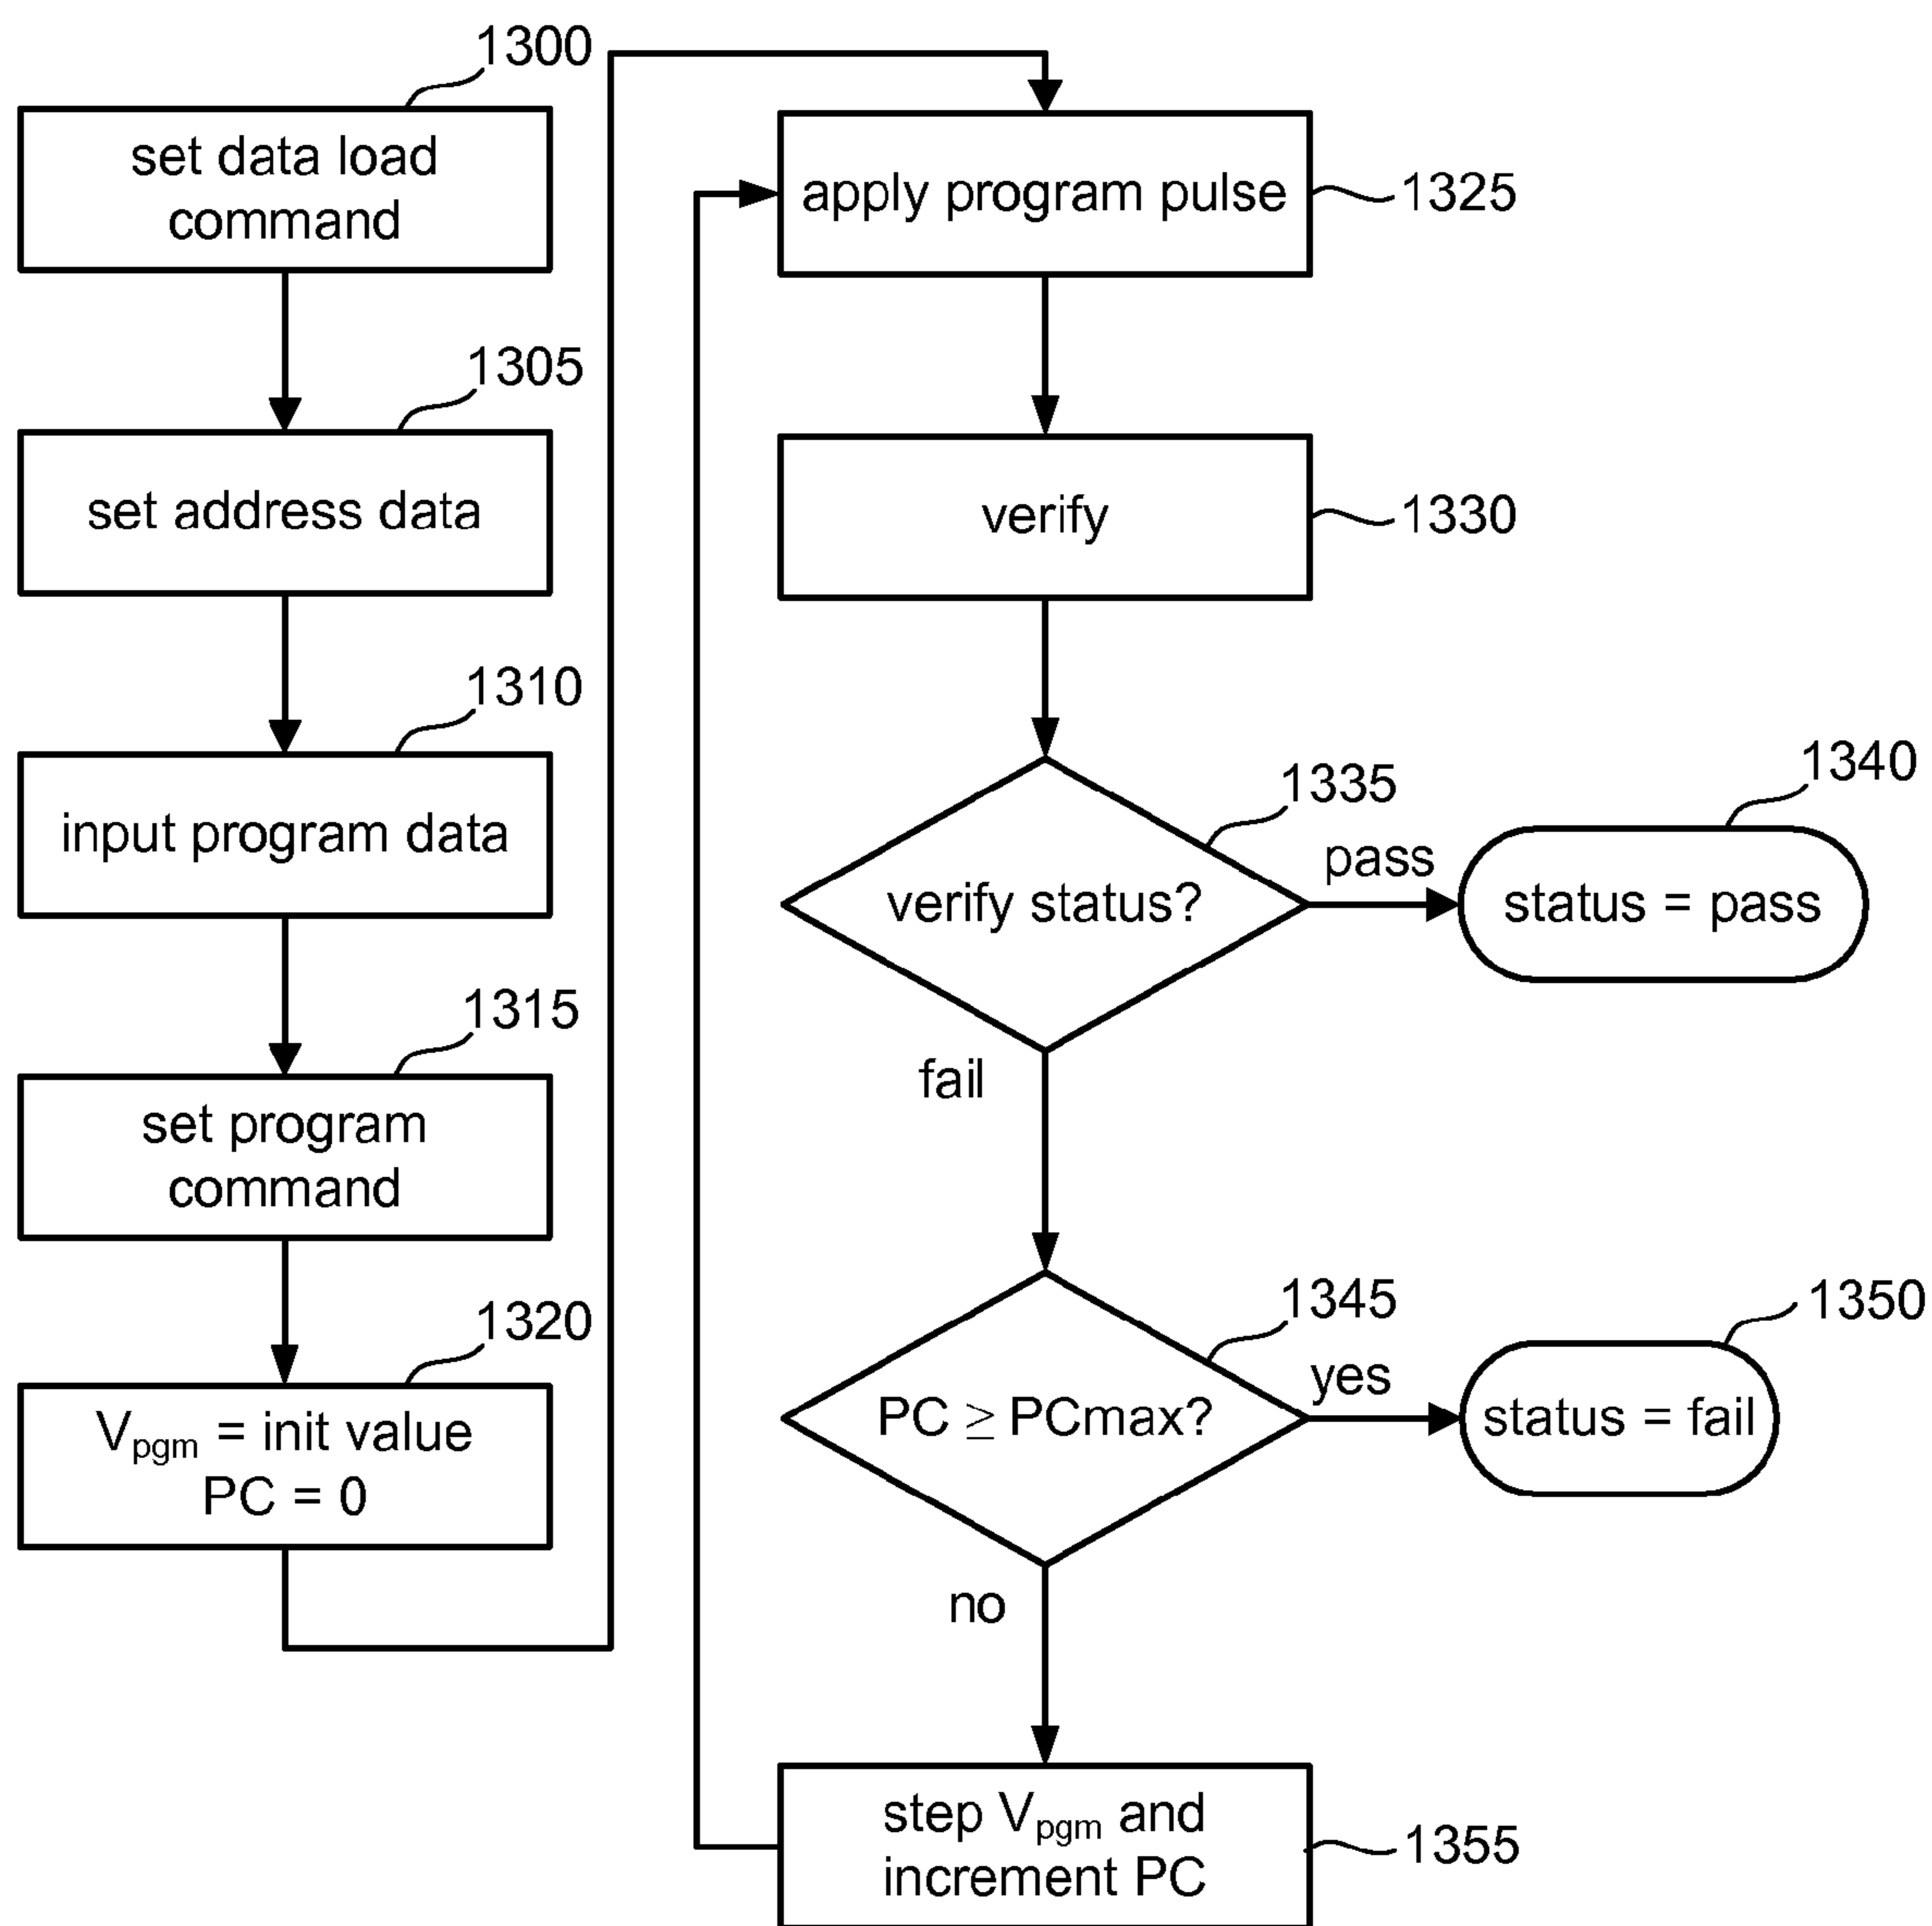 1300
set data load
command
1305
set address data
1310
input program data
1315
set program
command
1320
Vpgm = init value
PC = 0
apply program pulse
1325
verify
1330
1335
verify status?
pass
1340
status = pass
fail
1345
PC ≥ PCmax?
yes
1350
status = fail
no
step Vpgm and
increment PC
1355